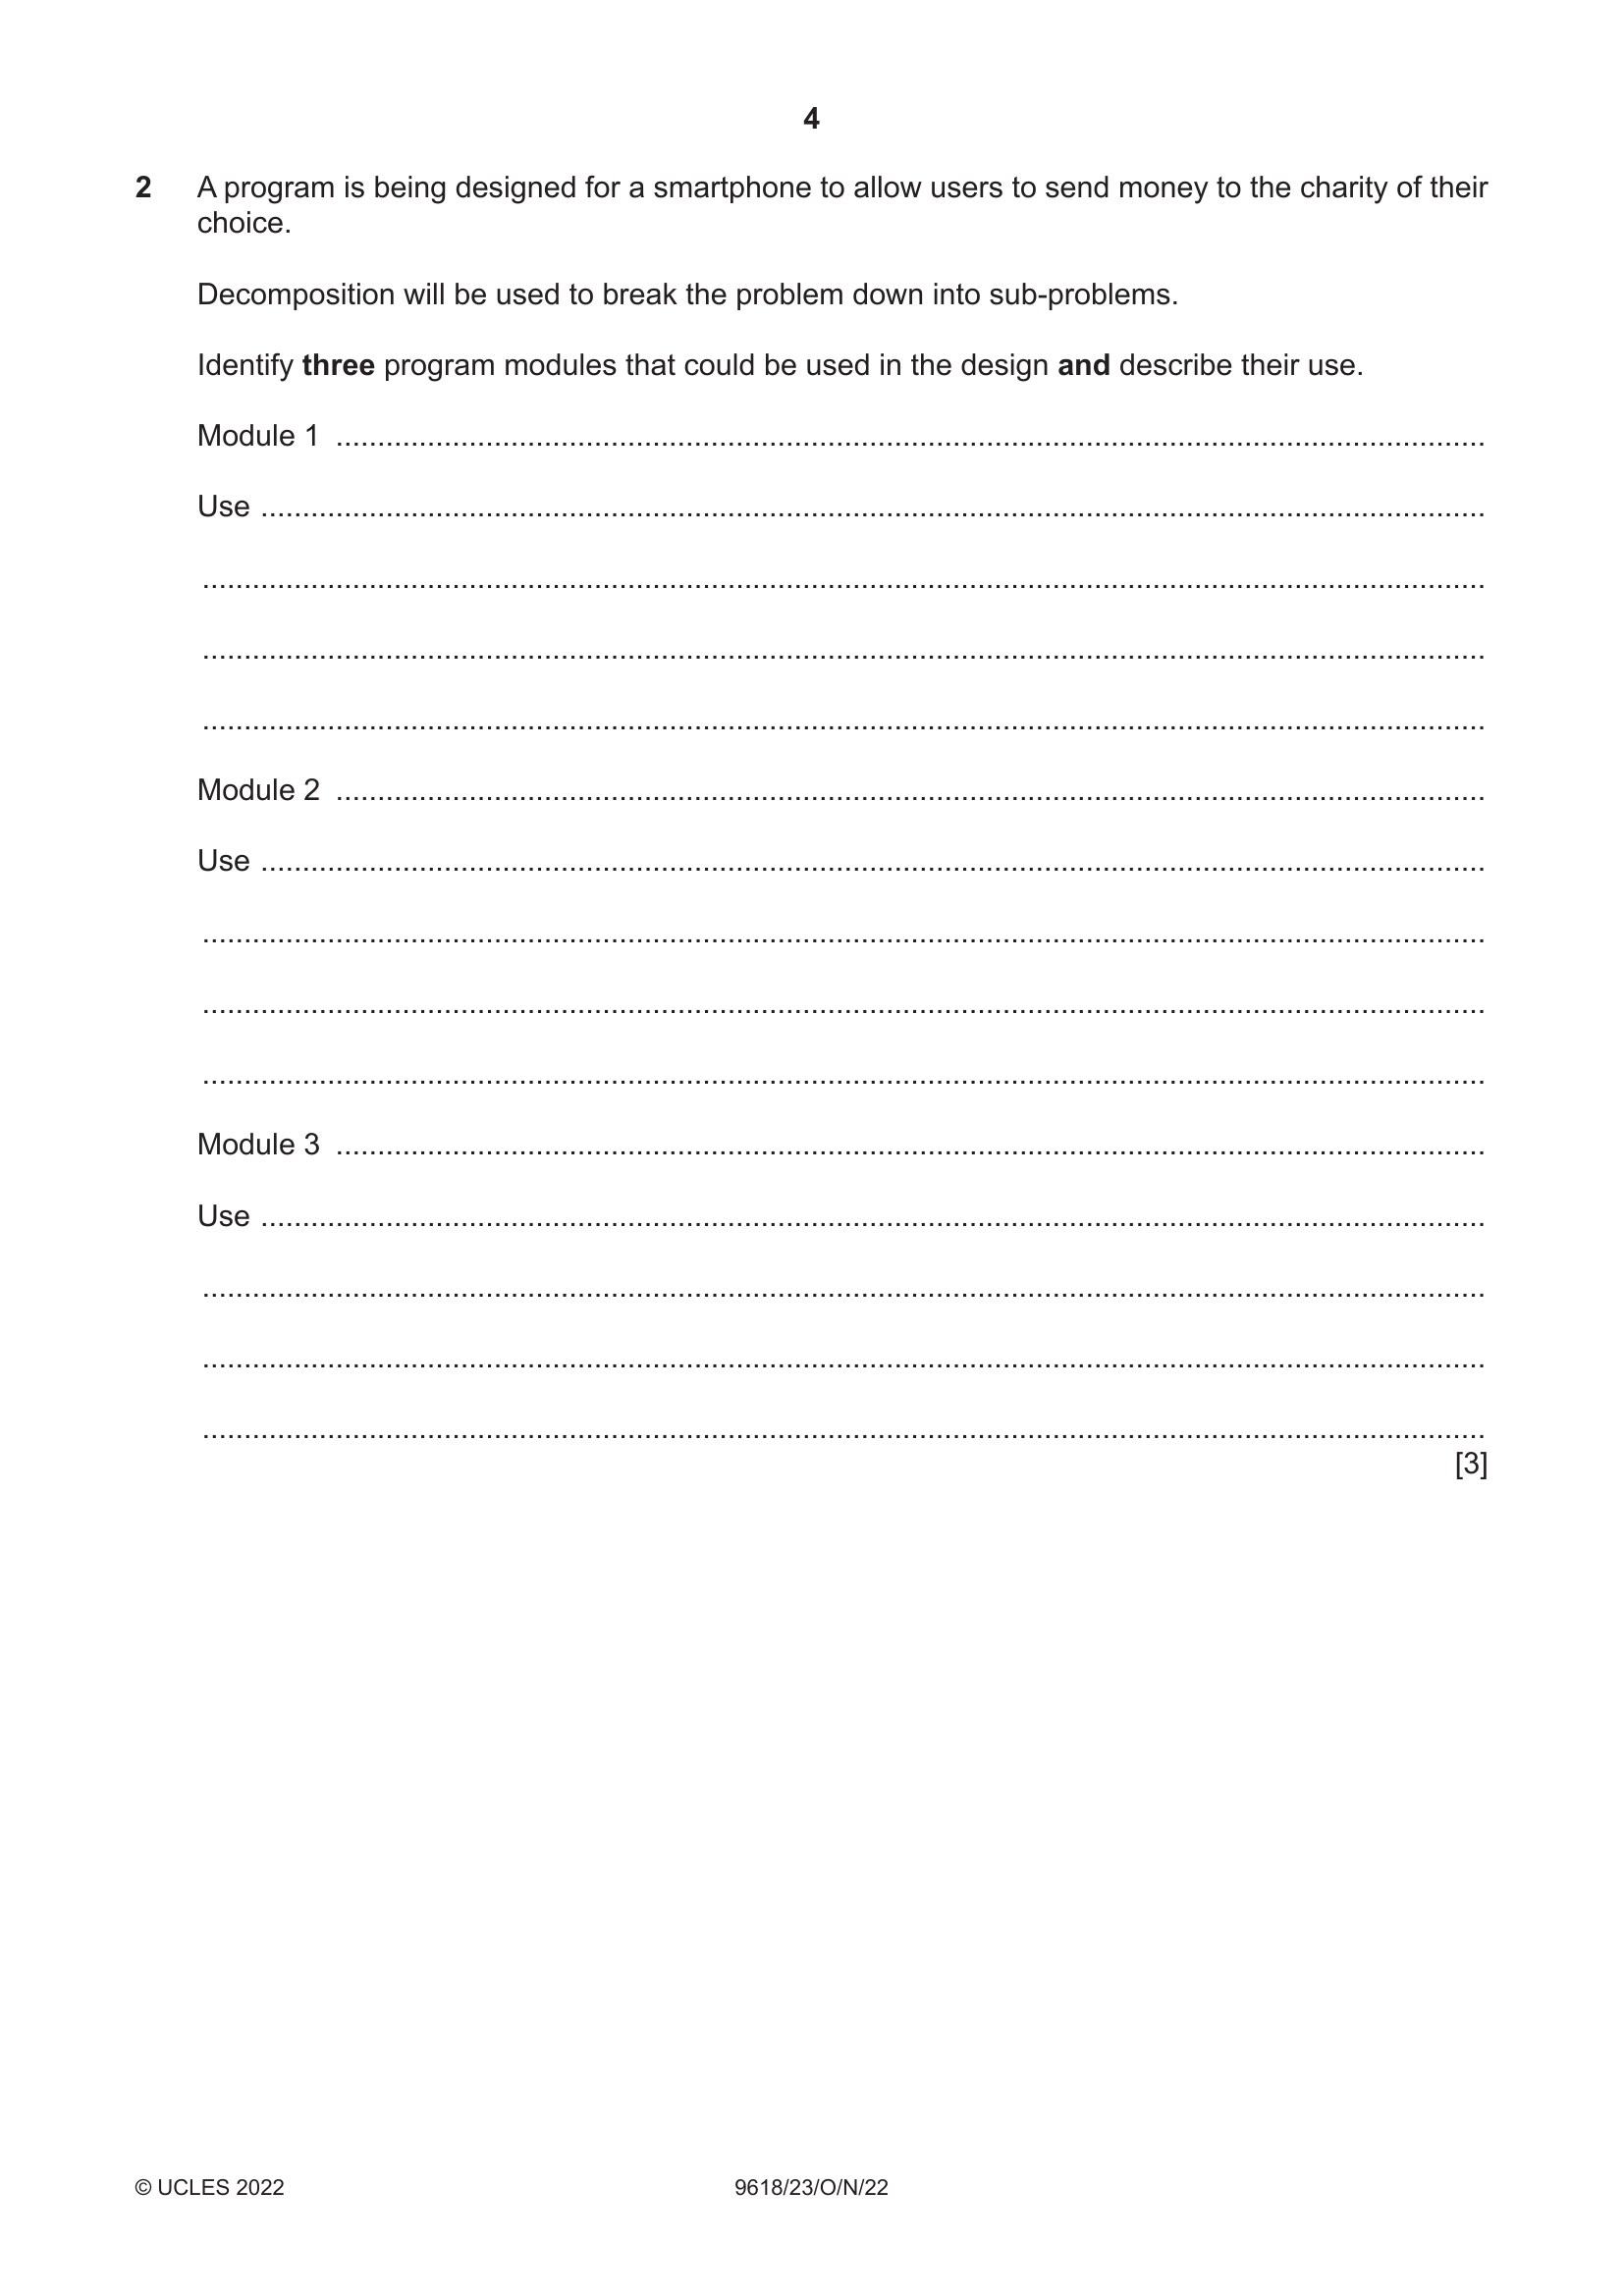 4
2 A program is being designed for a smartphone to allow users to send money to the charity of their
choice.
Decomposition will be used to break the problem down into sub-problems.
Identify three program modules that could be used in the design and describe their use.
Module 1 ..........................................................................................................................................
Use ....................................................................................................................................................
...........................................................................................................................................................
...........................................................................................................................................................
...........................................................................................................................................................
Module 2 ..........................................................................................................................................
Use ....................................................................................................................................................
...........................................................................................................................................................
...........................................................................................................................................................
...........................................................................................................................................................
Module 3 ..........................................................................................................................................
Use ....................................................................................................................................................
...........................................................................................................................................................
...........................................................................................................................................................
...........................................................................................................................................................
[3]
© UCLES 2022 9618/23/O/N/22